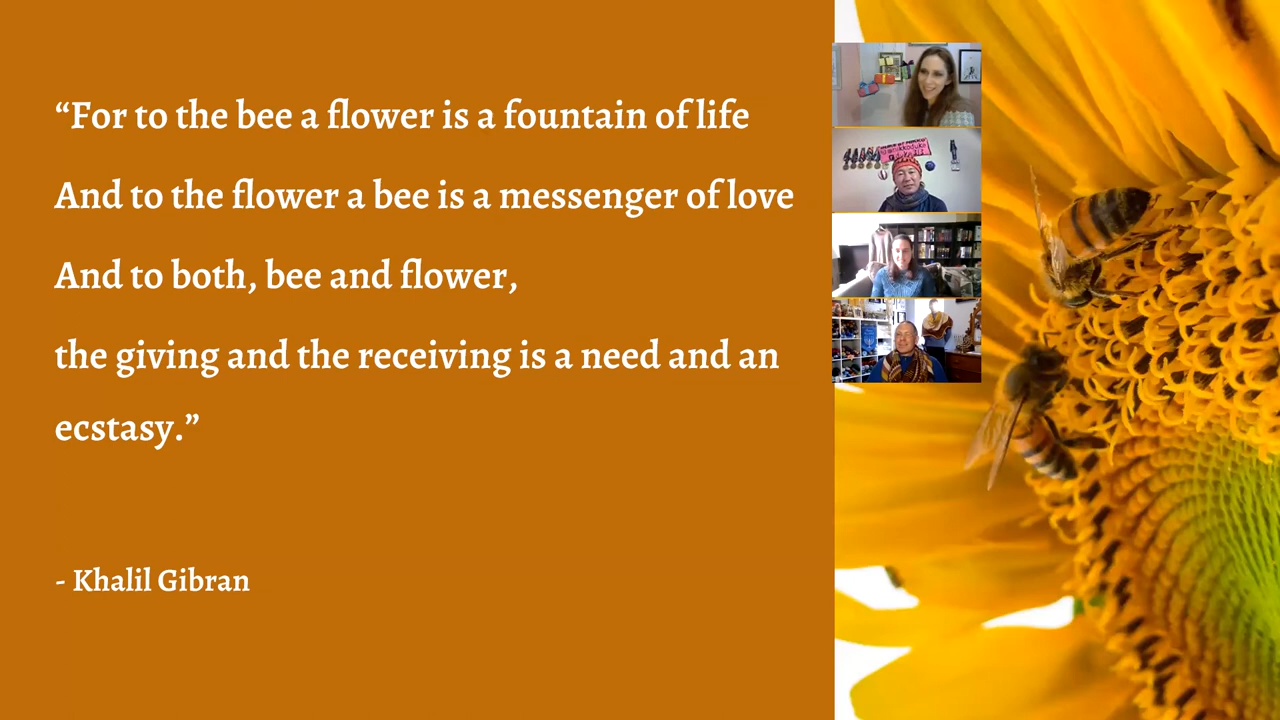 “For to the bee a flower is a fountain of life
And to the flower a bee is a messenger of love
And to both, bee and flower,
the giving and the receiving is a need and an
ecstasy.”
- Khalil Gibran